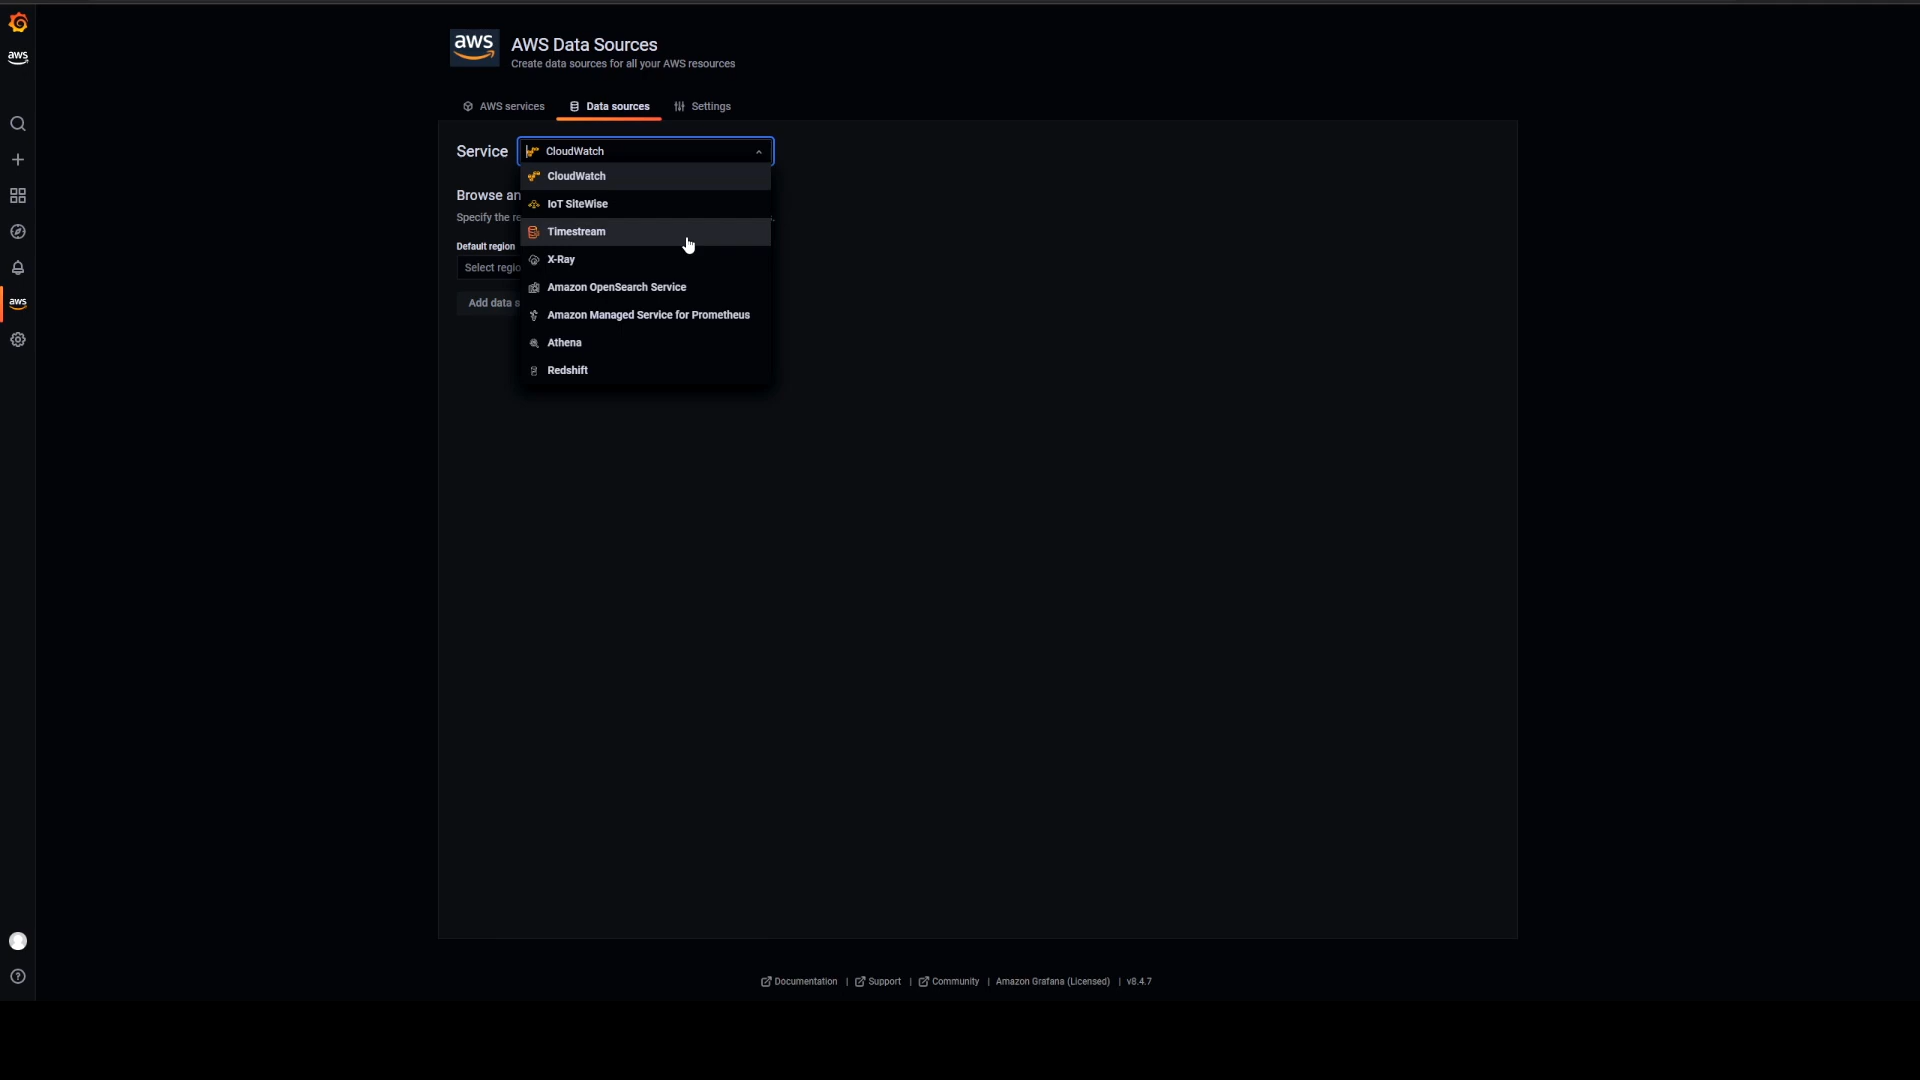 aws
aws
AWS Data Sources
Create data sources for all your AWS resources
AWS services
Data sources
Settings
Service
CloudWatch
CloudWatch
Browse an
IoT SiteWise
Specify the re
Timestream
Default region
X-Ray
Select regio
Amazon OpenSearch Service
Add data s
aws
Amazon Managed Service for Prometheus
Athena
Redshift
Documentation | Support | Community | Amazon Grafana (Licensed) | v8.4.7